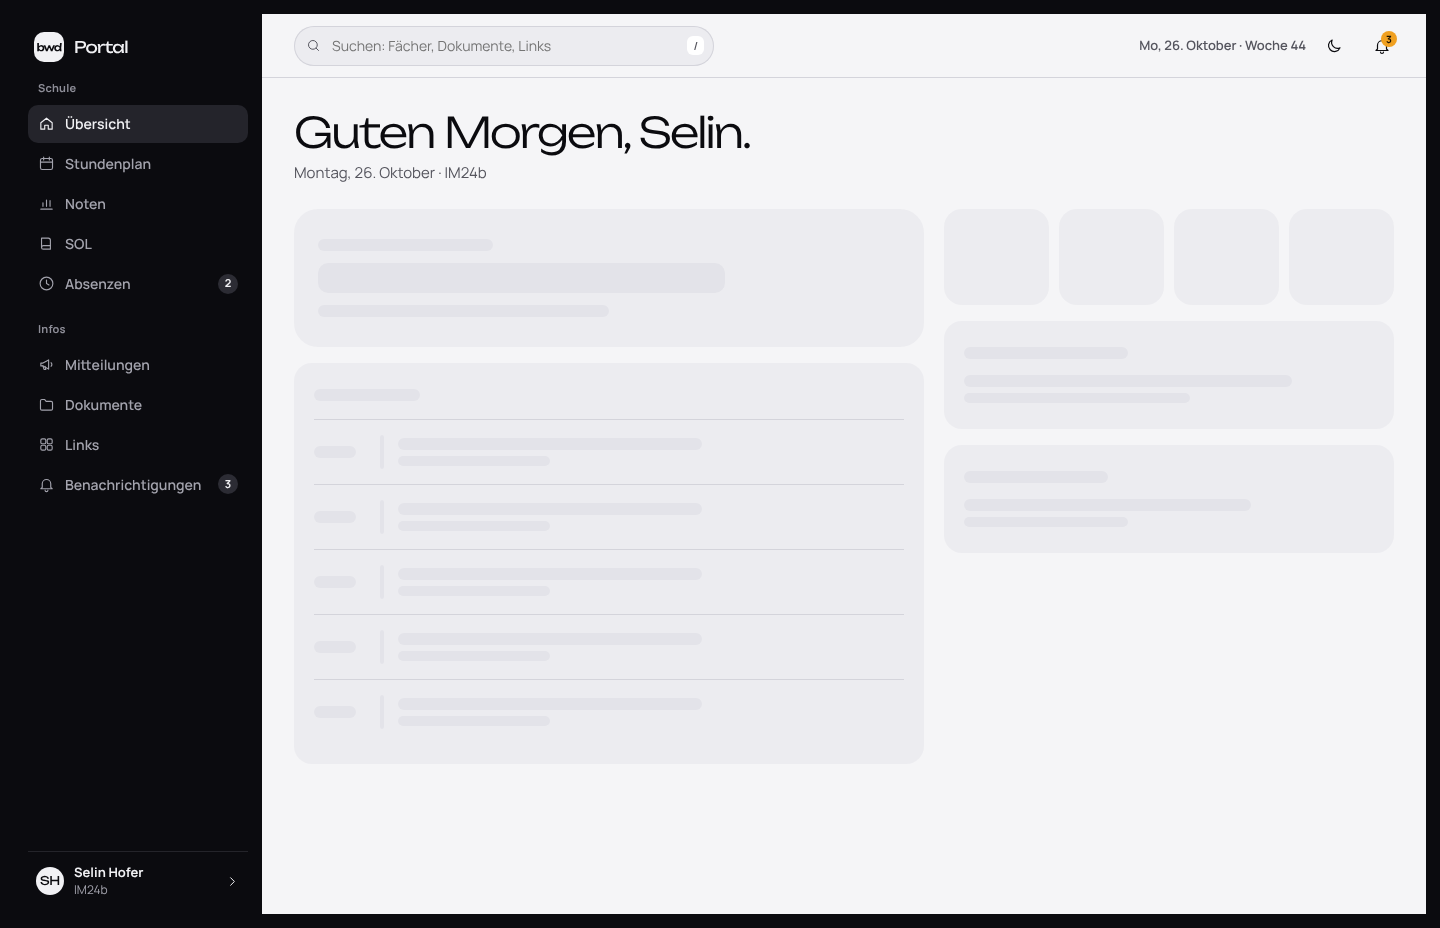 bwd Portal
Schule
Übersicht
Stundenplan
Noten
SOL
Absenzen 2
Infos
Mitteilungen
Dokumente
Links
Benachrichtigungen 3
SH Selin Hofer
IM24b
Suchen: Fächer, Dokumente, Links /
Mo, 26. Oktober · Woche 44
3
Guten Morgen, Selin.
Montag, 26. Oktober · IM24b